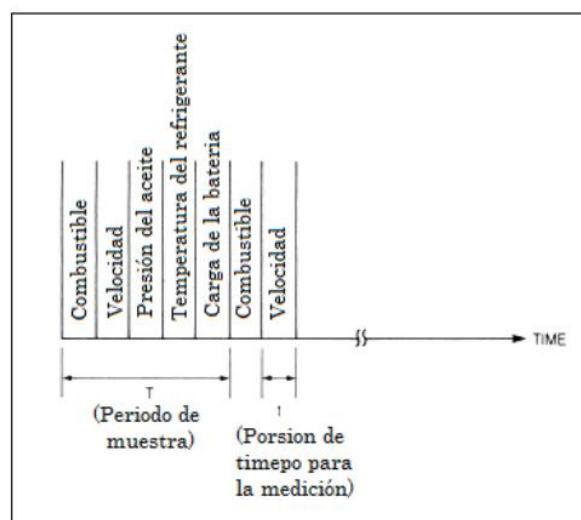 Combustible
Velocidad
Presión del aceite
Temperatura del refrigerante
Carga de la bateria
Combustible
Velocidad
TIME
T
(Periodo de
muestra)
t
(Porsion de
timepo para
la medición)